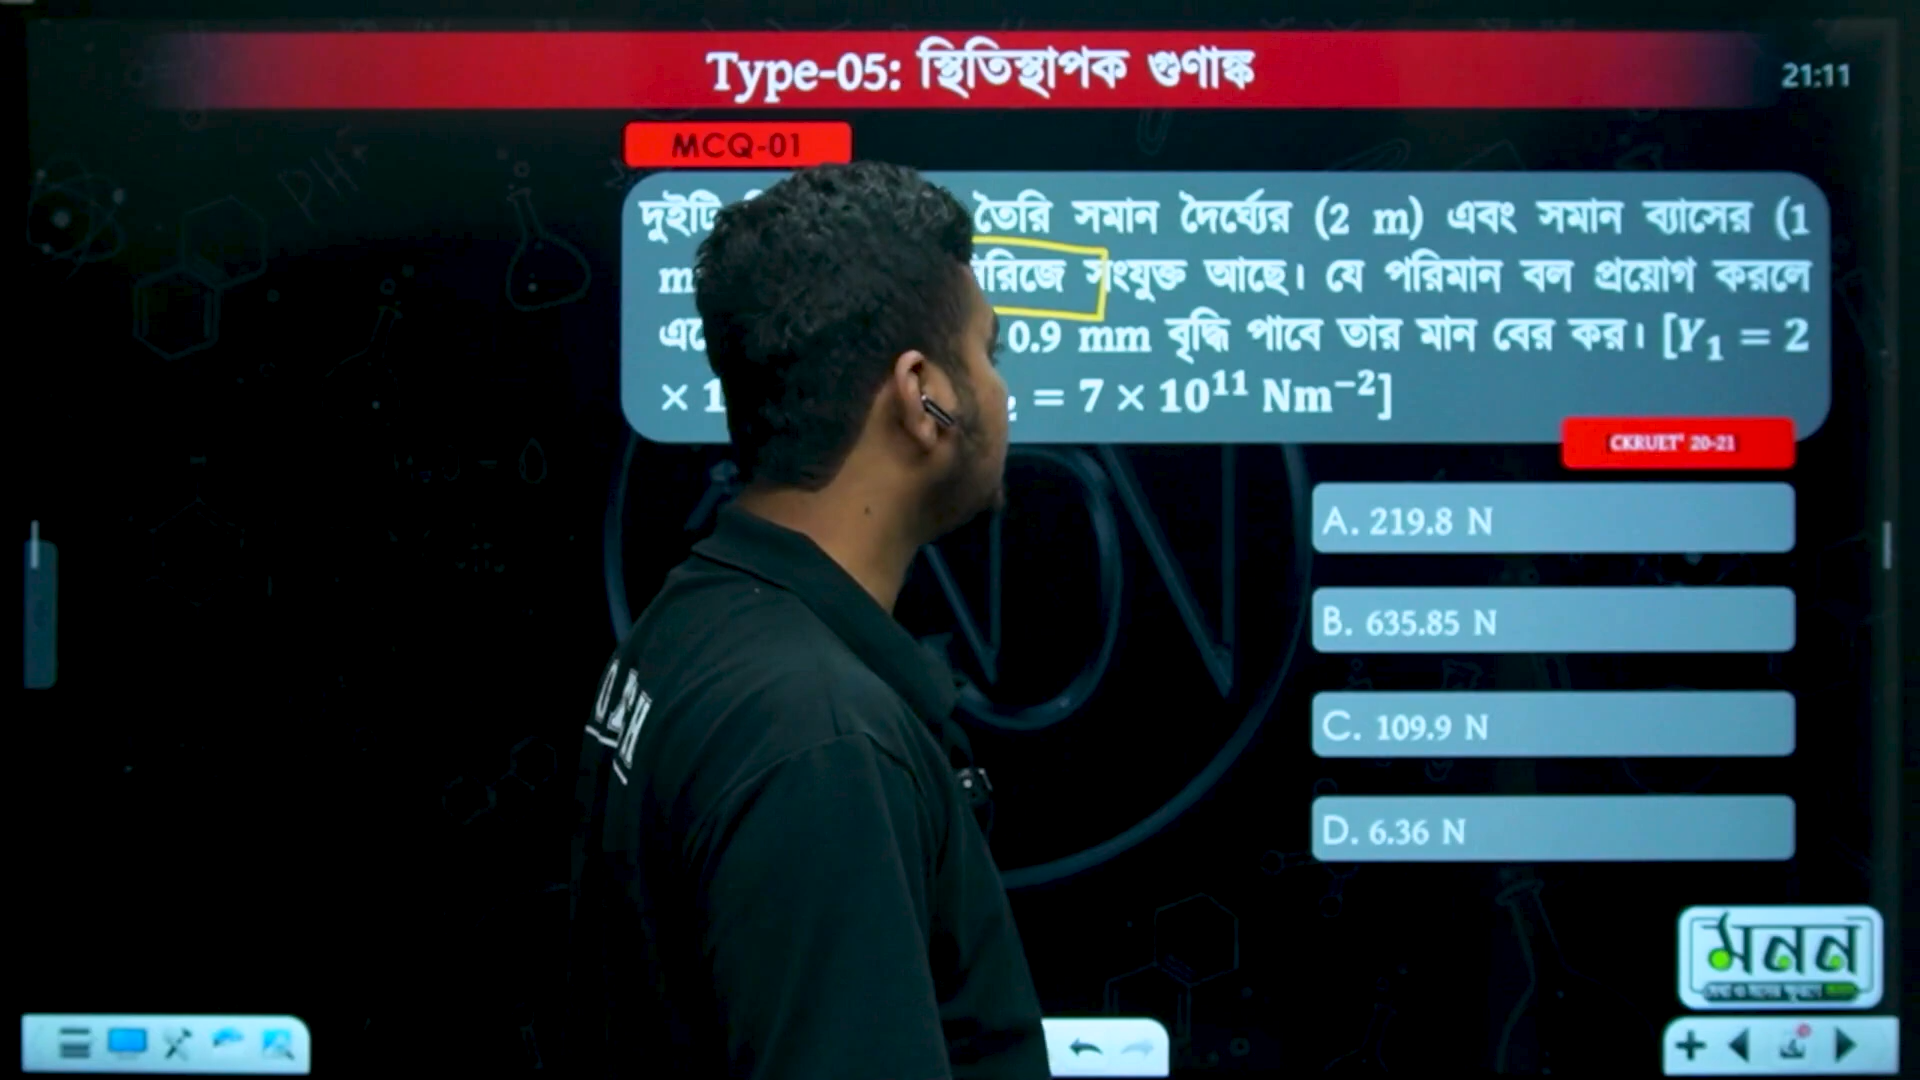 Type-05: স্থিতিস্থাপক গুণাঙ্ক
21:11
MCQ-01
দুইটি তৈরি সমান দৈর্ঘ্যের (2 m) এবং সমান ব্যাসের (1
সংযুক্ত আছে। যে পরিমান বল প্রয়োগ করলে
0.9 mm বৃদ্ধি পাবে তার মান বের কর। [Y₁ = 2
× 1 = 7 × 10¹¹ Nm⁻²]
CKRUET' 20-21
A. 219.8 N
B. 635.85 N
C. 109.9 N
D. 6.36 N
মনন